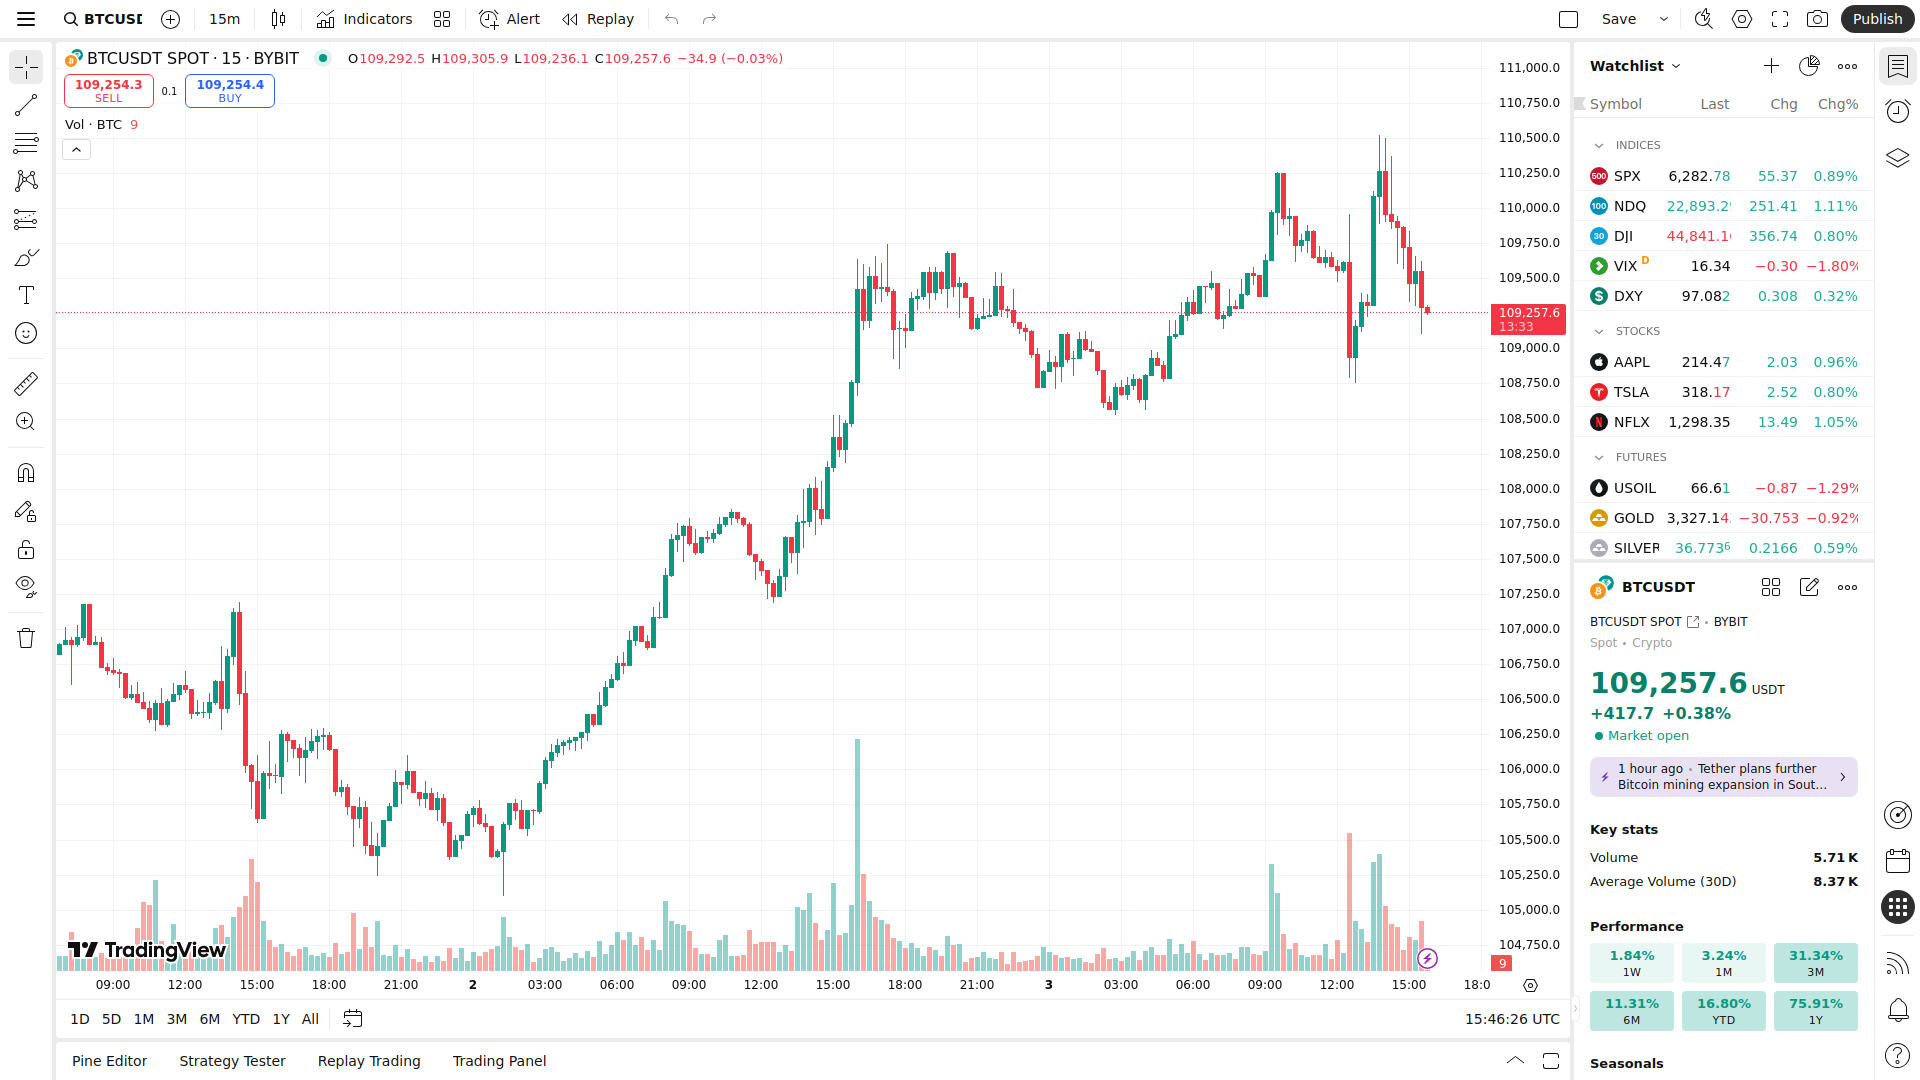 BTCUSD 15m Indicators Alert Replay Save Publish
BTCUSDT SPOT · 15 · BYBIT O109,292.5 H109,305.9 L109,236.1 C109,257.6 −34.9 (−0.03%)
109,254.3 SELL 0.1 109,254.4 BUY
Vol · BTC 9
111,000.0
110,750.0
110,500.0
110,250.0
110,000.0
109,750.0
109,500.0
109,257.6
13:33
109,000.0
108,750.0
108,500.0
108,250.0
108,000.0
107,750.0
107,500.0
107,250.0
107,000.0
106,750.0
106,500.0
106,250.0
106,000.0
105,750.0
105,500.0
105,250.0
105,000.0
104,750.0
9
TradingView
09:00 12:00 15:00 18:00 21:00 2 03:00 06:00 09:00 12:00 15:00 18:00 21:00 3 03:00 06:00 09:00 12:00 15:00 18:0
1D 5D 1M 3M 6M YTD 1Y All 15:46:26 UTC
Pine Editor Strategy Tester Replay Trading Trading Panel
Watchlist
Symbol Last Chg Chg%
INDICES
500 SPX 6,282.78 55.37 0.89%
100 NDQ 22,893.2 251.41 1.11%
30 DJI 44,841.1 356.74 0.80%
VIX D 16.34 −0.30 −1.80%
$ DXY 97.082 0.308 0.32%
STOCKS
AAPL 214.47 2.03 0.96%
TSLA 318.17 2.52 0.80%
N NFLX 1,298.35 13.49 1.05%
FUTURES
USOIL 66.61 −0.87 −1.29%
GOLD 3,327.14 −30.753 −0.92%
SILVER 36.7736 0.2166 0.59%
BTCUSDT
BTCUSDT SPOT • BYBIT
Spot • Crypto
109,257.6 USDT
+417.7 +0.38%
Market open
1 hour ago • Tether plans further
Bitcoin mining expansion in Sout...
Key stats
Volume 5.71 K
Average Volume (30D) 8.37 K
Performance
1.84% 3.24% 31.34%
1W 1M 3M
11.31% 16.80% 75.91%
6M YTD 1Y
Seasonals